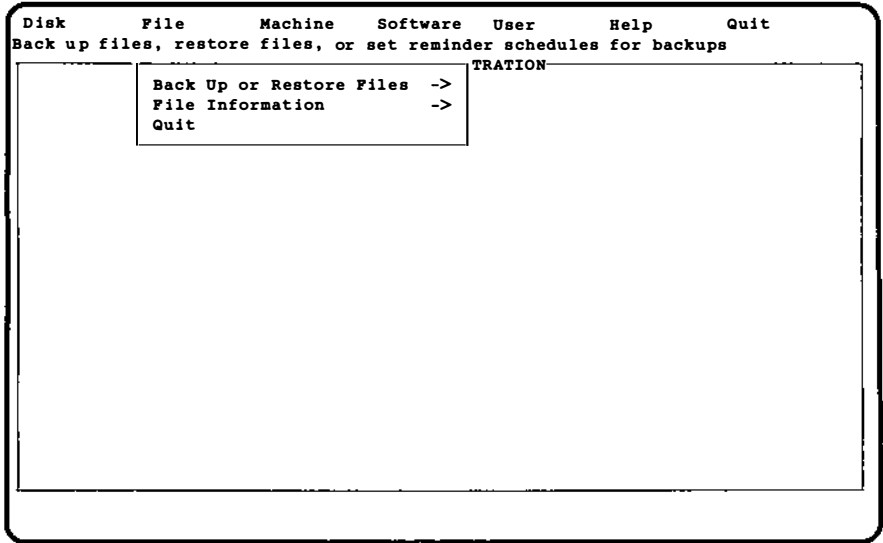 Disk File Machine Software User Help Quit
Back up files, restore files, or set reminder schedules for backups
TRATION
Back Up or Restore Files ->
File Information ->
Quit